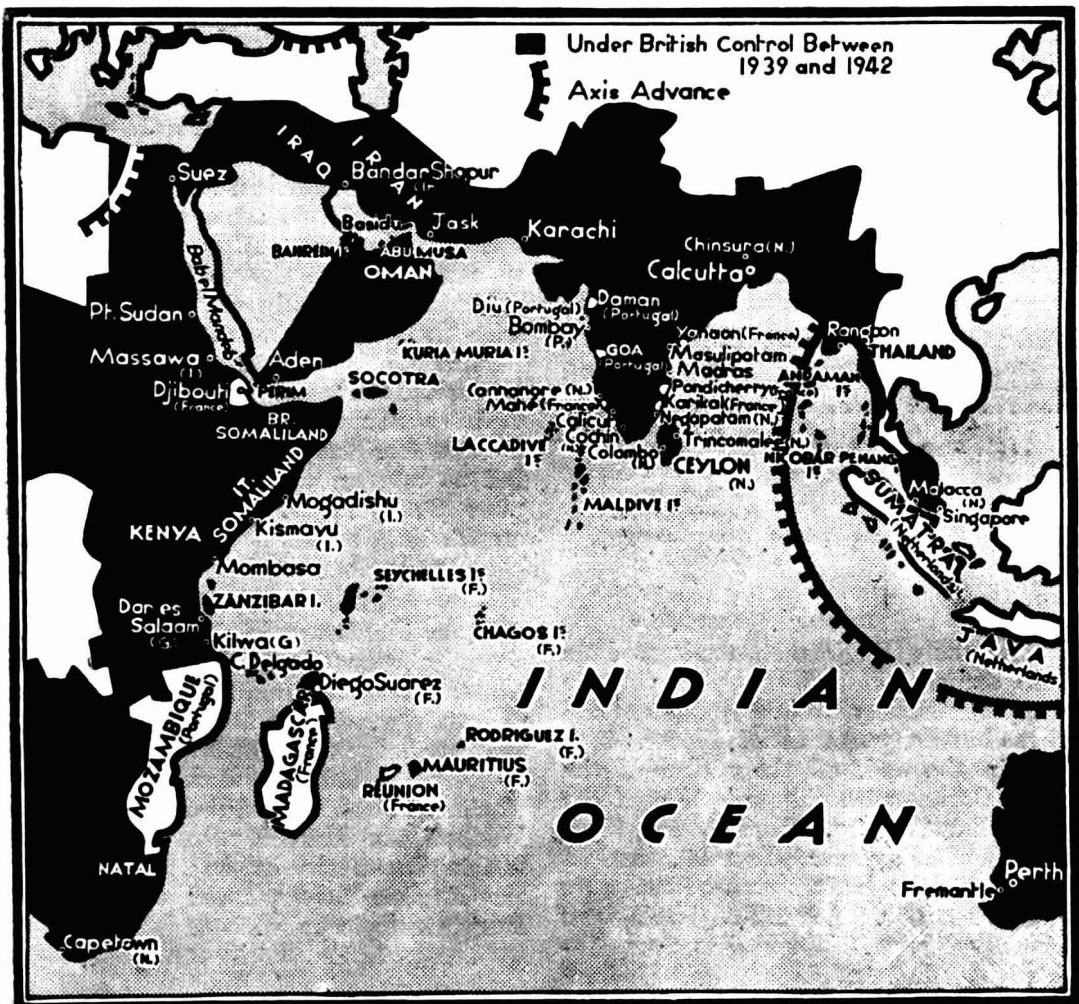 Under British Control Between
1939 and 1942
Axis Advance
IRAQ
IRAN
Suez
Bandar Shapur
Basidu
Jask
BAHREIN Iˢ
ABU MUSA
OMAN
Karachi
Chinsura (N.)
Calcutta
Babel Mandeb
Pt. Sudan
Diu (Portugal)
Daman
(Portugal)
Bombay
(P.)
Yanaon (France)
Rangoon
THAILAND
Massawa
(I.)
Aden
KURIA MURIA Iˢ
GOA
(Portugal)
Masulipatam
Madras
ANDAMAN
Iˢ
Djibouti
(France)
PERIM
SOCOTRA
Cannanore (N.)
Pondicherry
Mahé (France)
Karikal (France)
BR.
SOMALILAND
Calicut
Negapatam (N.)
LACCADIVE
Iˢ
Cochin
(N.)
Trincomalee (N.)
Colombo
(N.)
CEYLON
(N.)
NICOBAR
Iˢ
PENANG
IT.
SOMALILAND
Malacca
(N.)
Singapore
SUMATRA
(Netherlands)
MALDIVE Iˢ
Mogadishu
(I.)
KENYA
Kismayu
(I.)
Mombasa
SEYCHELLES Iˢ
(F.)
ZANZIBAR I.
Dar es
Salaam
(G.)
CHAGOS Iˢ
(F.)
JAVA
(Netherlands)
Kilwa (G)
C. Delgado
Diego Suarez
(F.)
INDIAN
MOZAMBIQUE
(Portugal)
MADAGASCAR
(France)
RODRIGUEZ I.
(F.)
MAURITIUS
(F.)
REUNION
(France)
OCEAN
NATAL
Perth
Fremantle
Capetown
(N.)